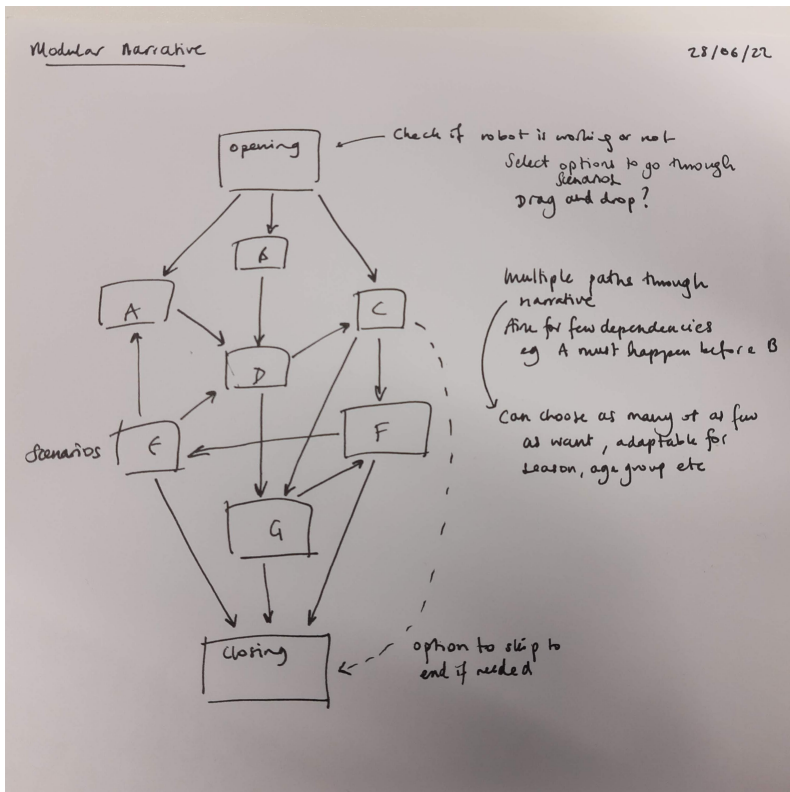 Modular Narrative
28/06/22
opening
Check if robot is working or not
Select options to go through
Scenarios
Drag and drop?
B
A
C
Multiple paths through
narrative
Aim for few dependencies
eg A must happen before B
D
Can choose as many or as few
as want, adaptable for
season, age group etc
F
Scenarios
E
G
Closing
option to skip to
end if needed